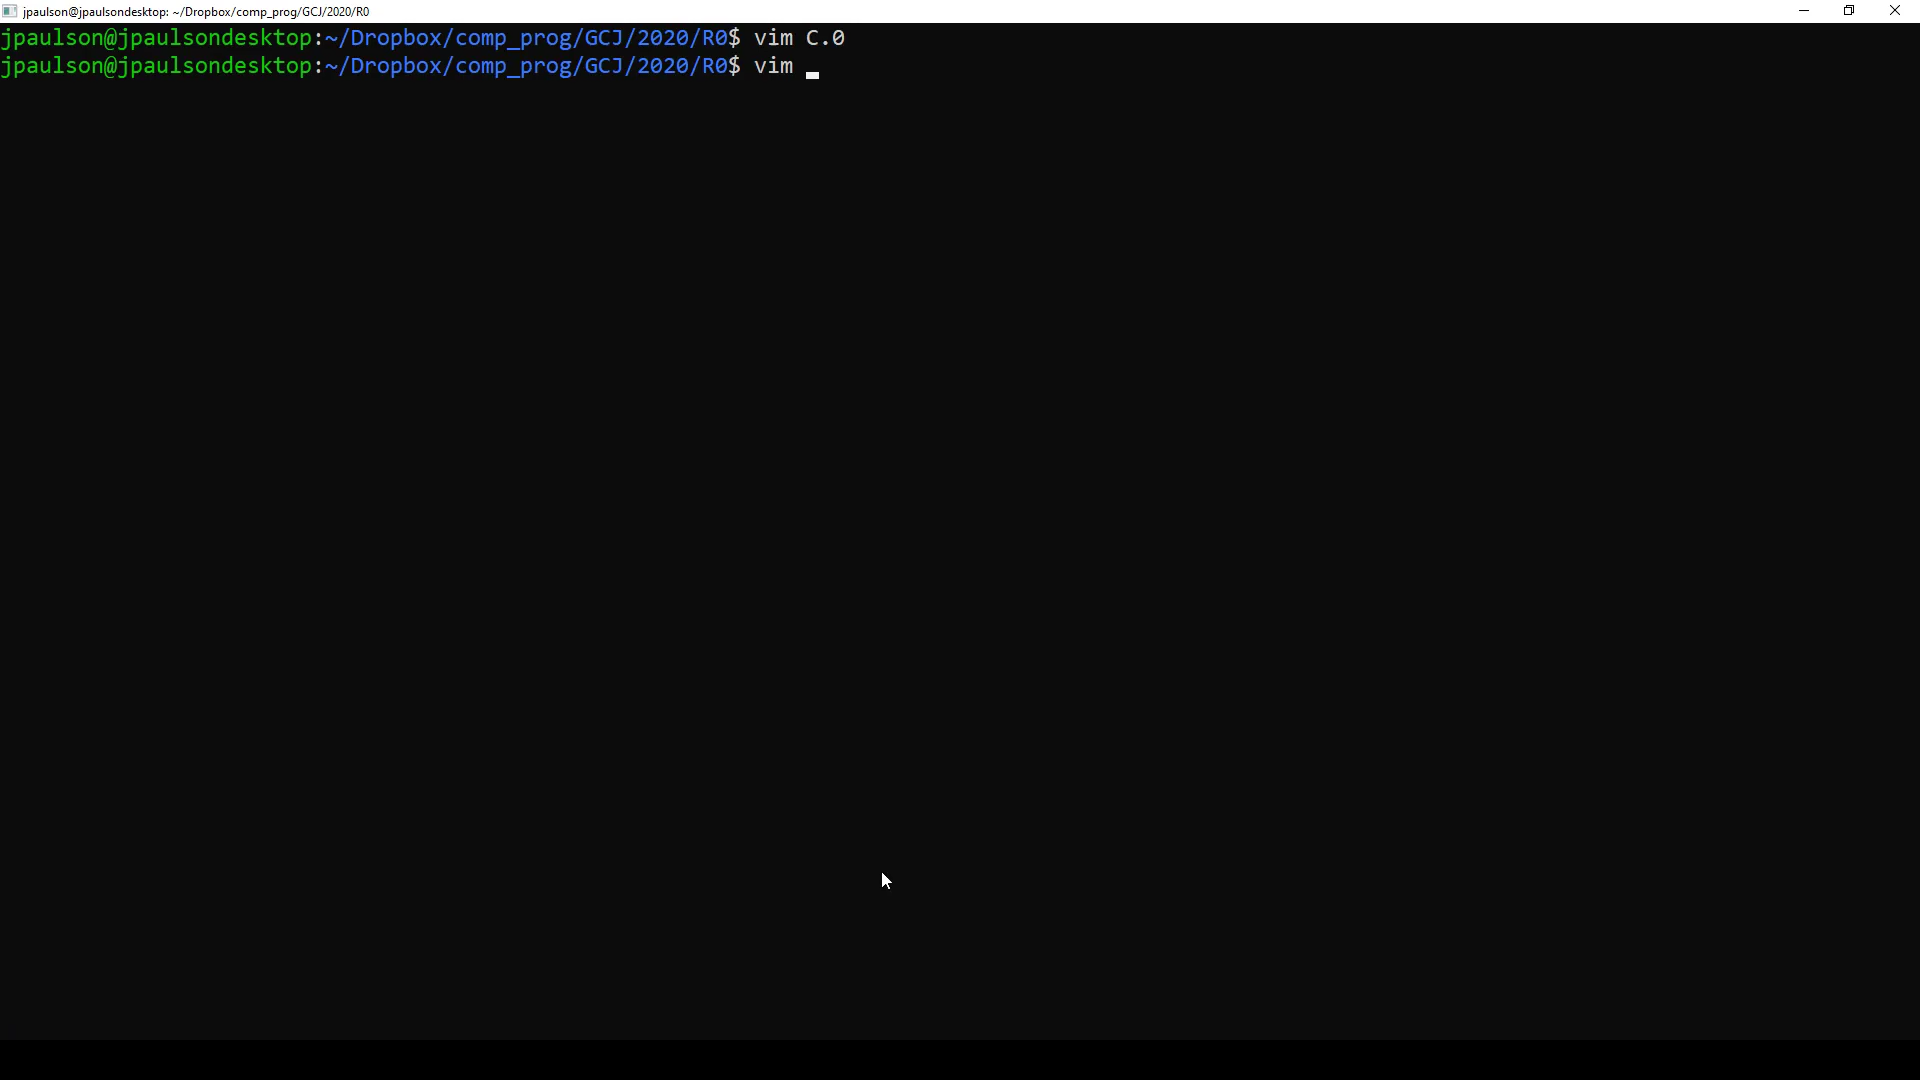 jpaulson@jpaulsondesktop: ~/Dropbox/comp_prog/GCJ/2020/R0
jpaulson@jpaulsondesktop:~/Dropbox/comp_prog/GCJ/2020/R0$ vim C.0
jpaulson@jpaulsondesktop:~/Dropbox/comp_prog/GCJ/2020/R0$ vim